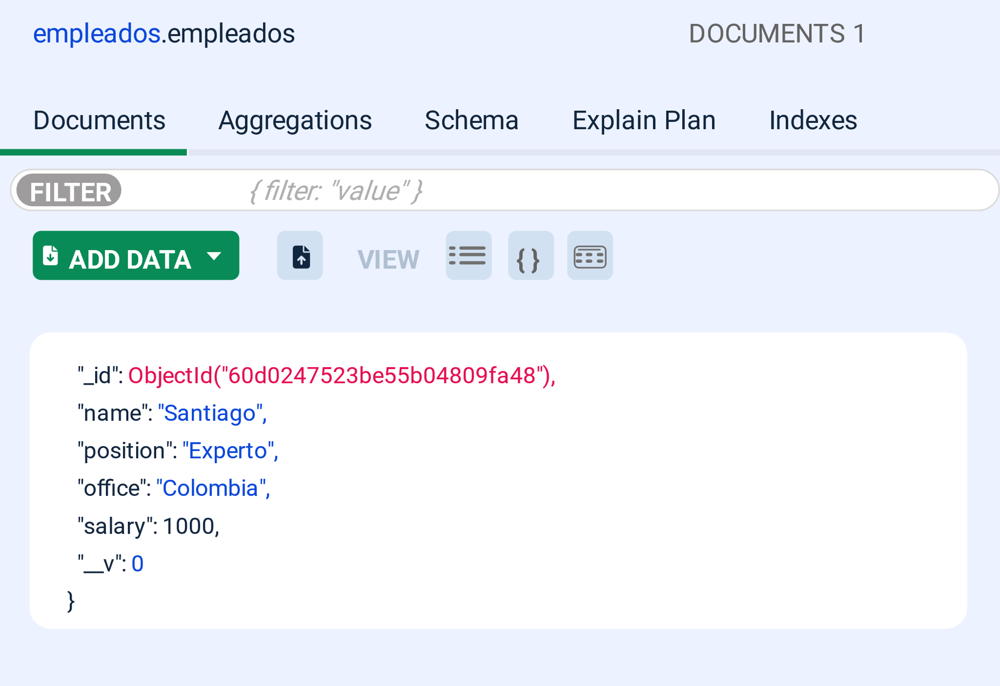 empleados.empleados DOCUMENTS 1
Documents Aggregations Schema Explain Plan Indexes
FILTER { filter: "value" }
ADD DATA VIEW { }
"_id": ObjectId("60d0247523be55b04809fa48"),
"name": "Santiago",
"position": "Experto",
"office": "Colombia",
"salary": 1000,
"__v": 0
}